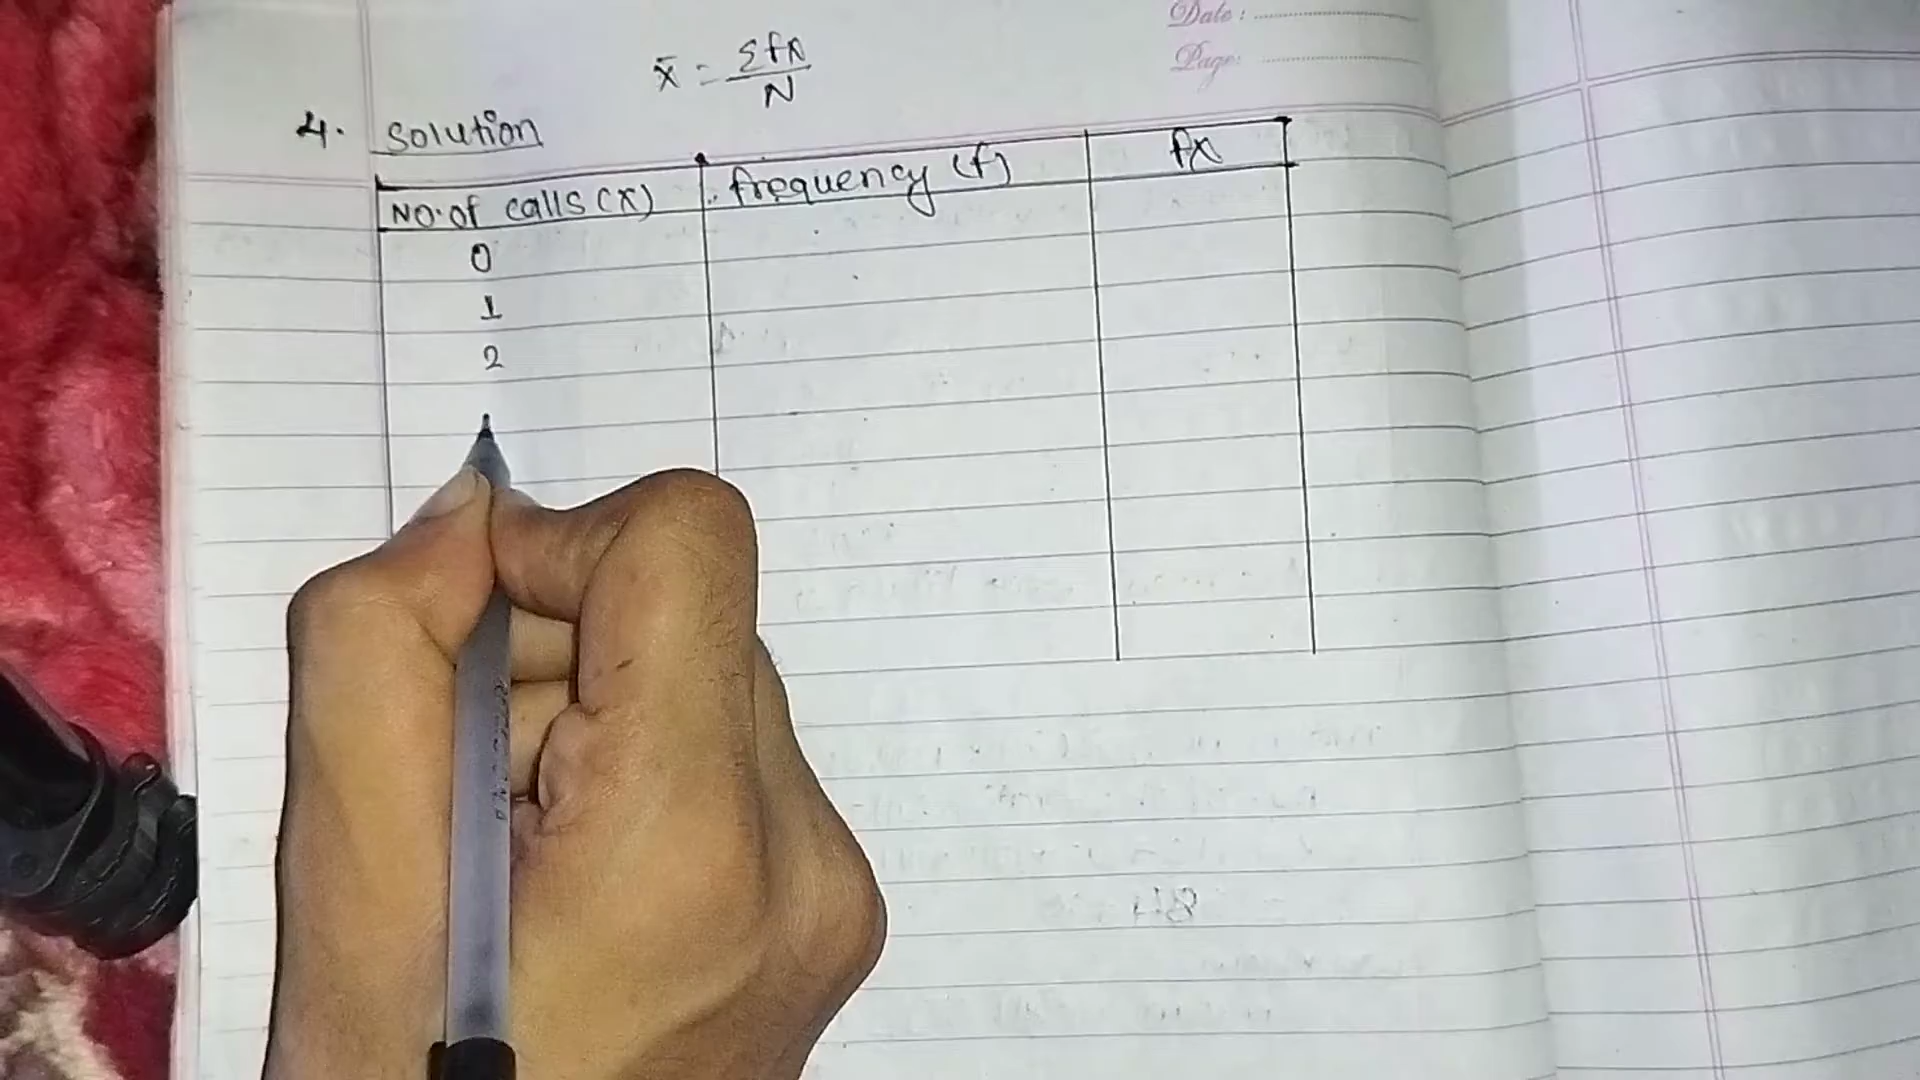 Date:
Page:
x̄ = Σfx
N
4. Solution
No. of calls (x) frequency (f) fx
0
1
2